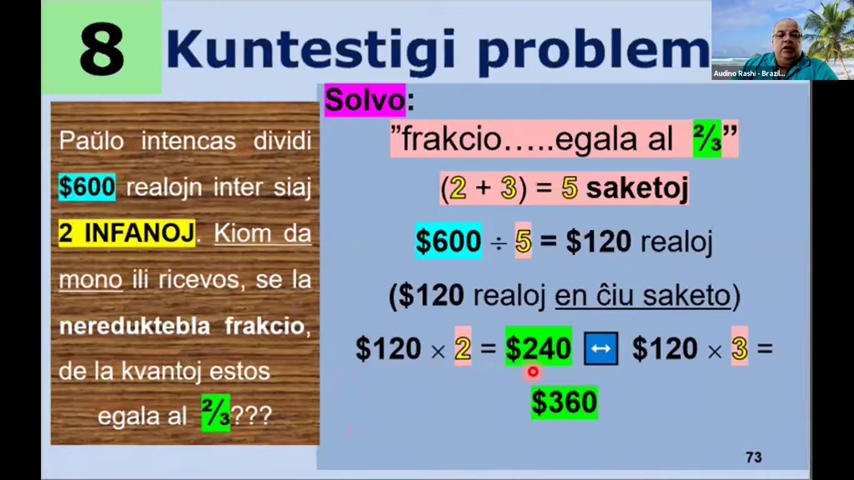 8 Kuntestigi problem
Audino Rashi - Brazil...
Paŭlo intencas dividi
$600 realojn inter siaj
2 INFANOJ. Kiom da
mono ili ricevos, se la
nereduktebla frakcio,
de la kvantoj estos
egala al ⅔???
Solvo:
”frakcio…..egala al ⅔”
(2 + 3) = 5 saketoj
$600 ÷ 5 = $120 realoj
($120 realoj en ĉiu saketo)
$120 × 2 = $240 ↔ $120 × 3 =
$360
73